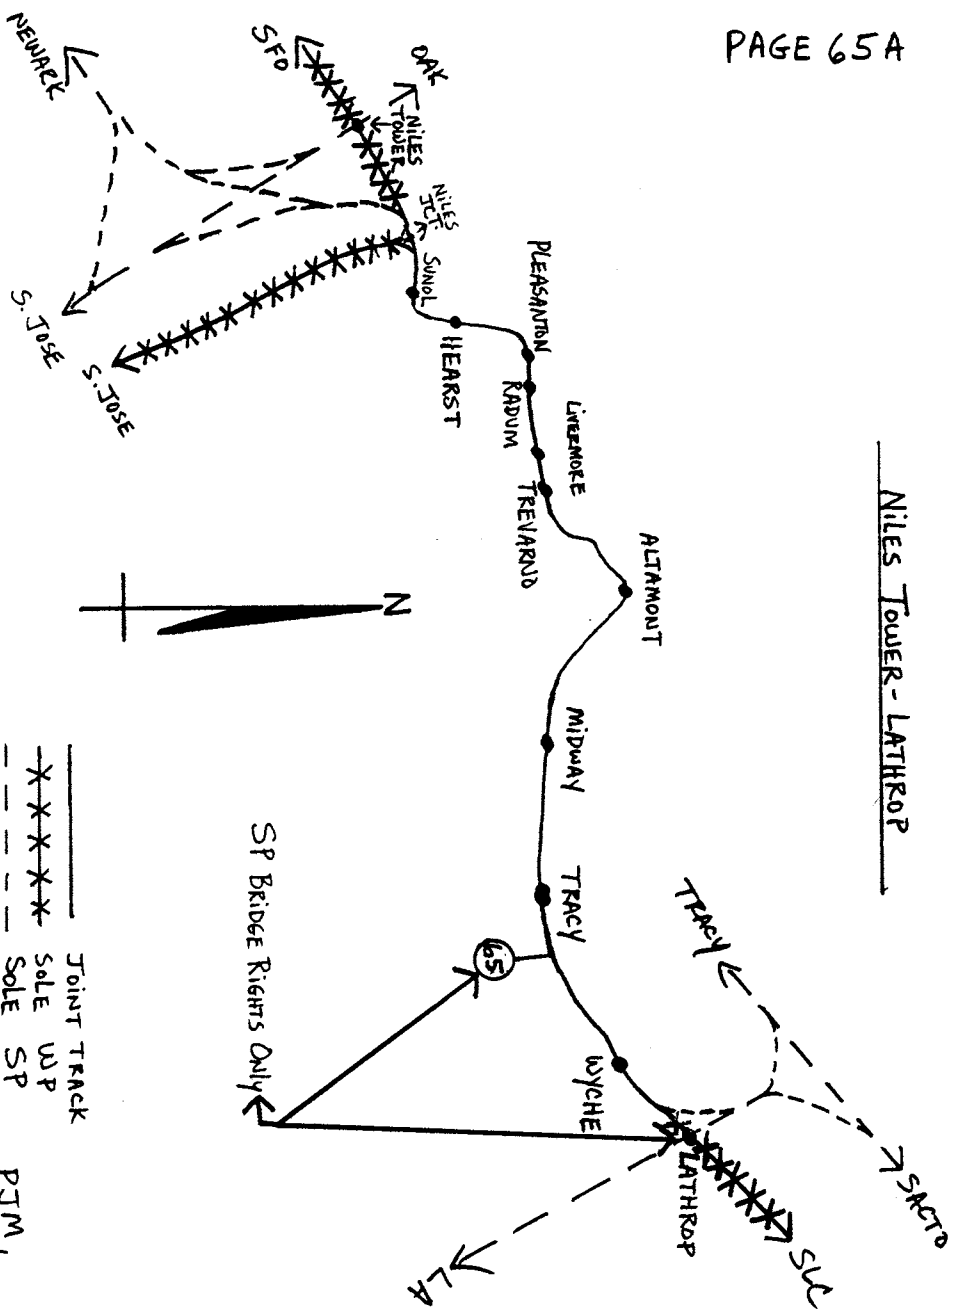 PAGE 65A
NiLES TOWER - LATHROP
NEWARK
SFO
OAK
NiLES
TOWER
NiLES
JCT.
SUNOL
S. JOSE
S. JOSE
HEARST
PLEASANTON
RADUM
LiVERMORE
TREVARNO
ALTAMONT
MiDWAY
TRACY
65
WYCHE
LATHROP
TRACY
SACTO
SLC
LA
N
SP BRiDGE RiGHTS ONLY
JOiNT TRACK
SOLE WP
SOLE SP
PJM,